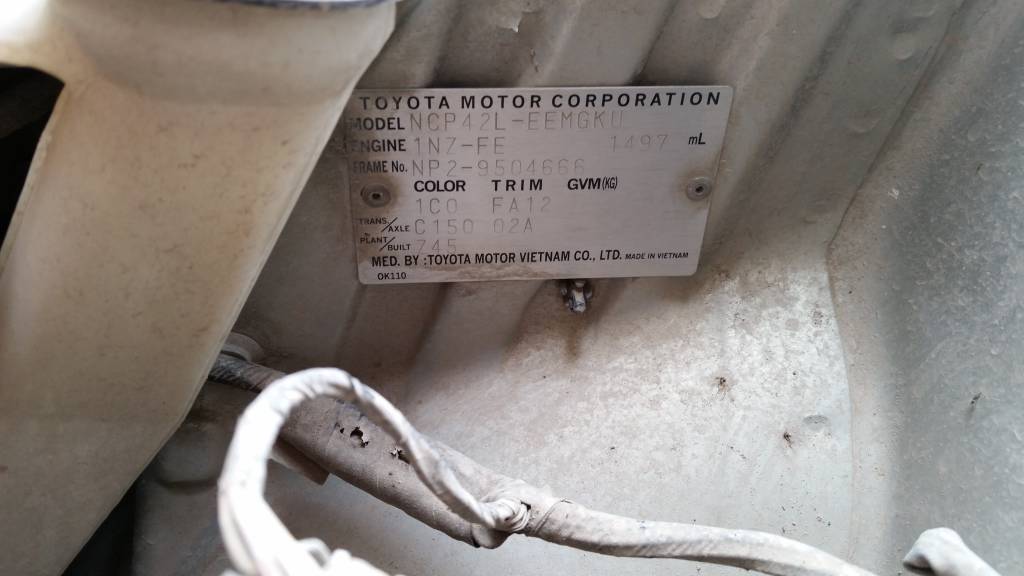 TOYOTA MOTOR CORPORATION
MODEL NCP42L-EEMGKU
ENGINE 1NZ-FE 1497 mL
FRAME No. NP2-9504666
COLOR TRIM GVM(KG)
1C0 FA12
TRANS/AXLE C150 02A
PLANT/BUILT 745
MED. BY :TOYOTA MOTOR VIETNAM CO., LTD. MADE IN VIETNAM
OK110